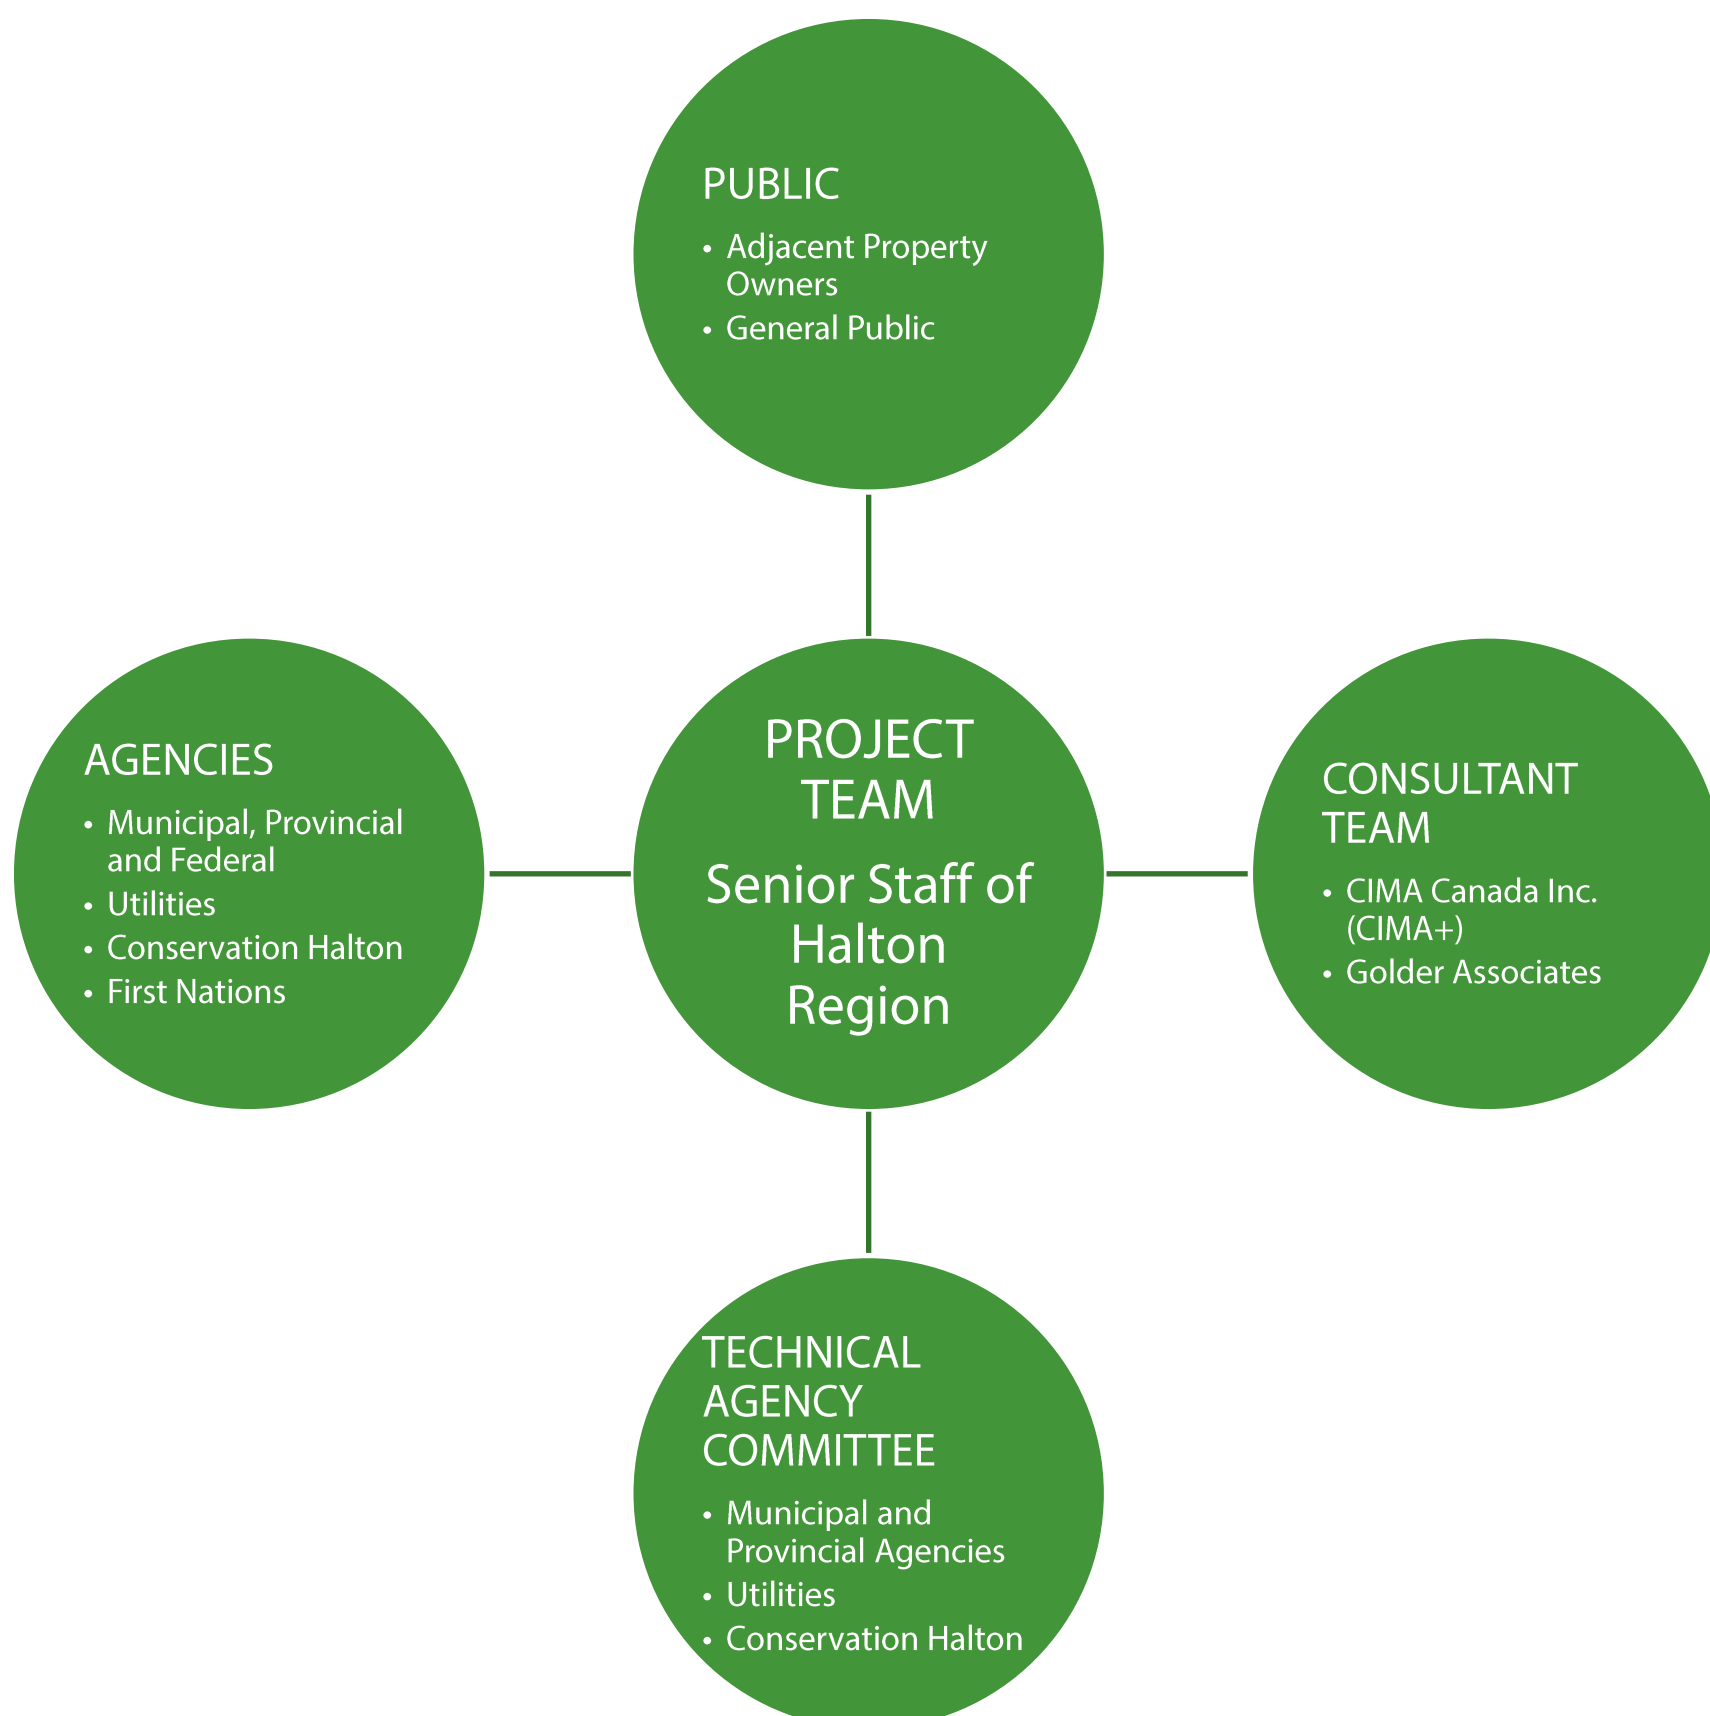 PUBLIC
• Adjacent Property
Owners
• General Public
AGENCIES
• Municipal, Provincial
and Federal
• Utilities
• Conservation Halton
• First Nations
PROJECT
TEAM
Senior Staff of
Halton
Region
CONSULTANT
TEAM
• CIMA Canada Inc.
(CIMA+)
• Golder Associates
TECHNICAL
AGENCY
COMMITTEE
• Municipal and
Provincial Agencies
• Utilities
• Conservation Halton